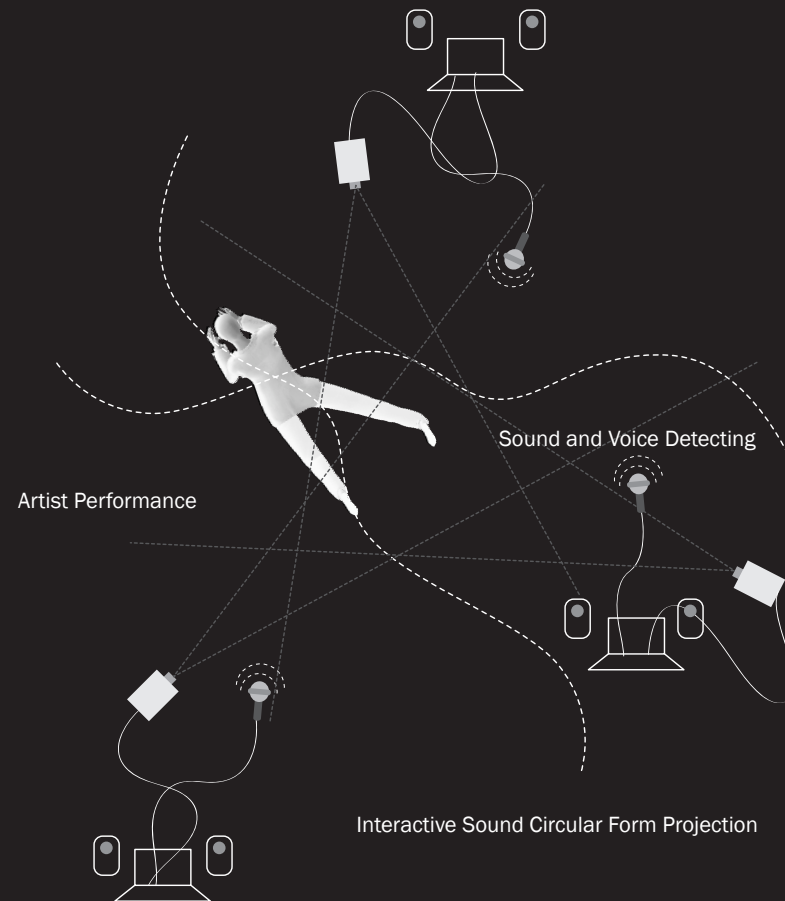 Sound and Voice Detecting
Artist Performance
Interactive Sound Circular Form Projection